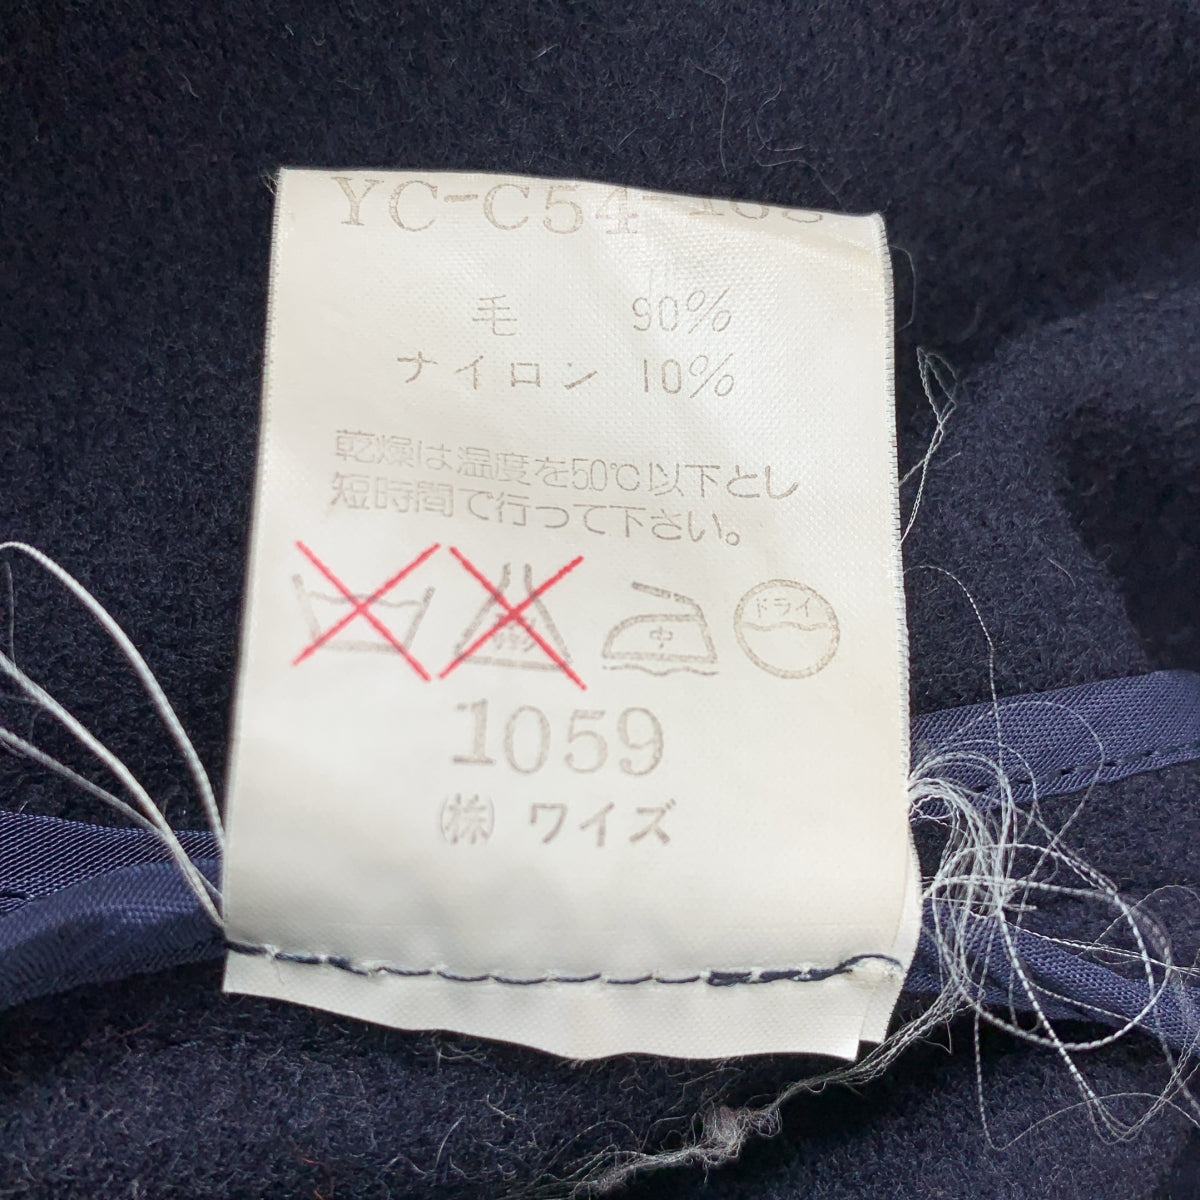 YC-C54
毛 90%
ナイロン 10%
乾燥は温度を50℃以下とし
短時間で行って下さい。
中 ドライ
1059
㈱ ワイズ